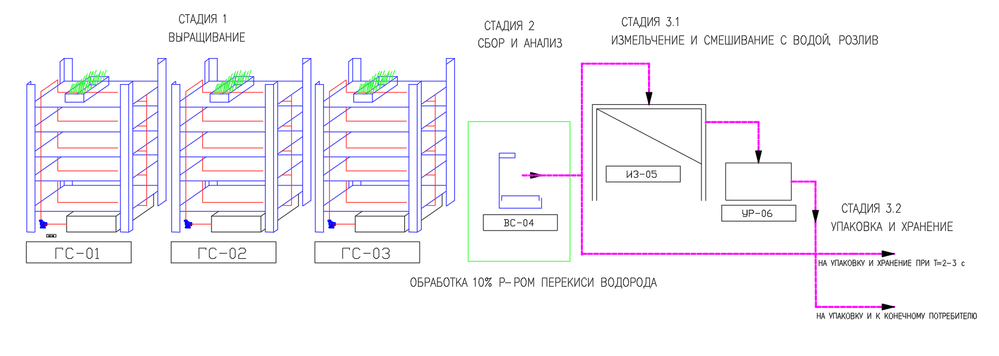 СТАДИЯ 1
ВЫРАЩИВАНИЕ
СТАДИЯ 2
СБОР И АНАЛИЗ
СТАДИЯ 3.1
ИЗМЕЛЬЧЕНИЕ И СМЕШИВАНИЕ С ВОДОЙ, РОЗЛИВ
ГС-01
ГС-02
ГС-03
ВС-04
ИЗ-05
УР-06
СТАДИЯ 3.2
УПАКОВКА И ХРАНЕНИЕ
НА УПАКОВКУ И ХРАНЕНИЕ ПРИ Т=2-3 с
ОБРАБОТКА 10% Р-РОМ ПЕРЕКИСИ ВОДОРОДА
НА УПАКОВКУ И К КОНЕЧНОМУ ПОТРЕБИТЕЛЮ